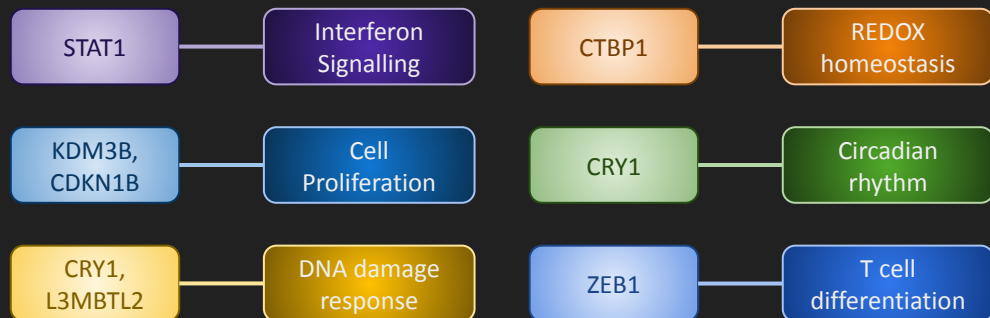 STAT1
Interferon
Signalling
CTBP1
REDOX
homeostasis
KDM3B,
CDKN1B
Cell
Proliferation
CRY1
Circadian
rhythm
CRY1,
L3MBTL2
DNA damage
response
ZEB1
T cell
differentiation